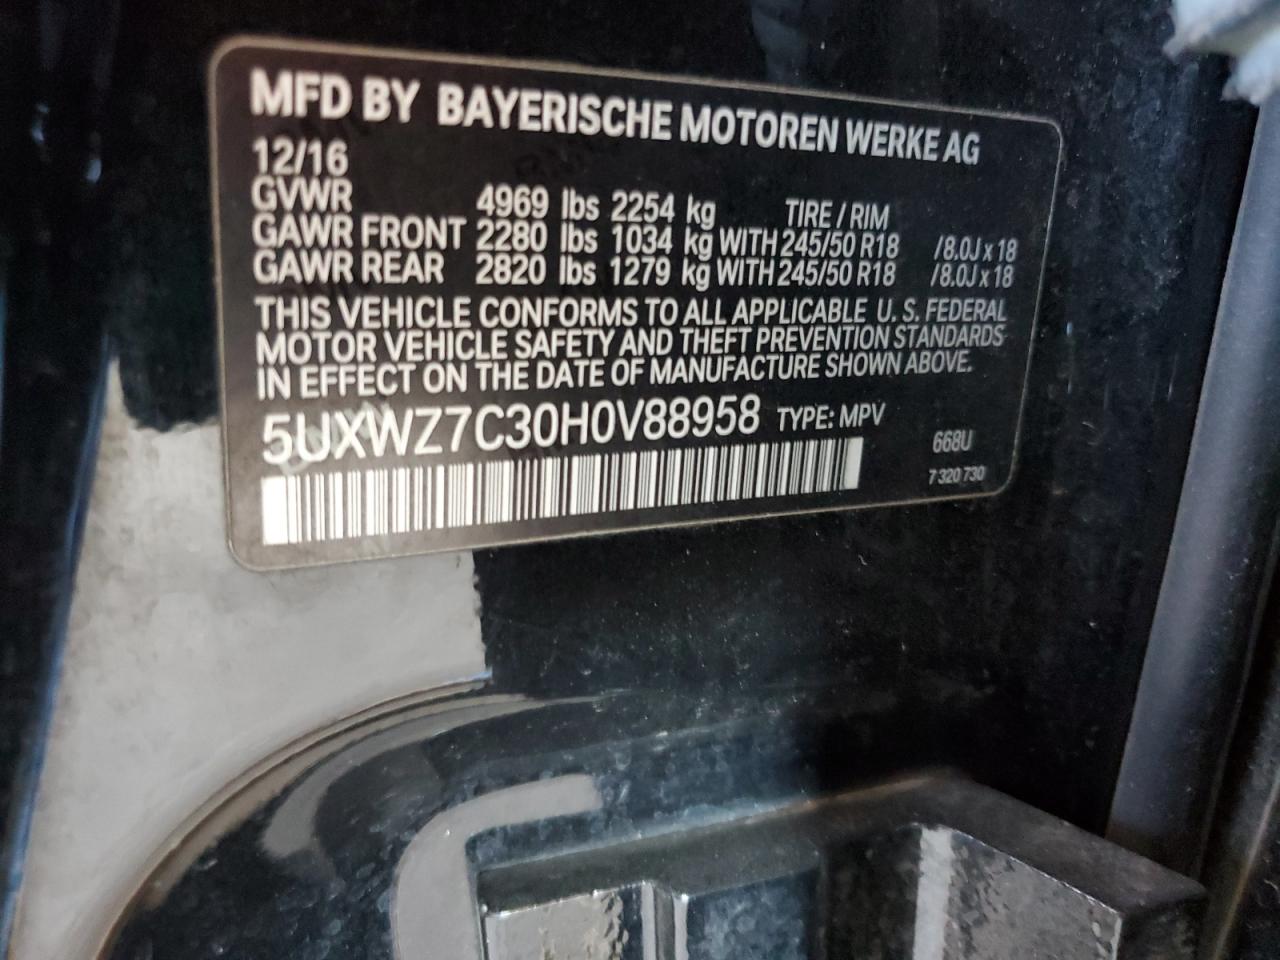 MFD BY BAYERISCHE MOTOREN WERKE AG
12/16
GVWR 4969 lbs 2254 kg TIRE / RIM
GAWR FRONT 2280 lbs 1034 kg WITH 245/50 R18 /8.0J x 18
GAWR REAR 2820 lbs 1279 kg WITH 245/50 R18 /8.0J x 18
THIS VEHICLE CONFORMS TO ALL APPLICABLE U. S. FEDERAL
MOTOR VEHICLE SAFETY AND THEFT PREVENTION STANDARDS
IN EFFECT ON THE DATE OF MANUFACTURE SHOWN ABOVE.
5UXWZ7C30H0V88958 TYPE: MPV
668U
7 320 730